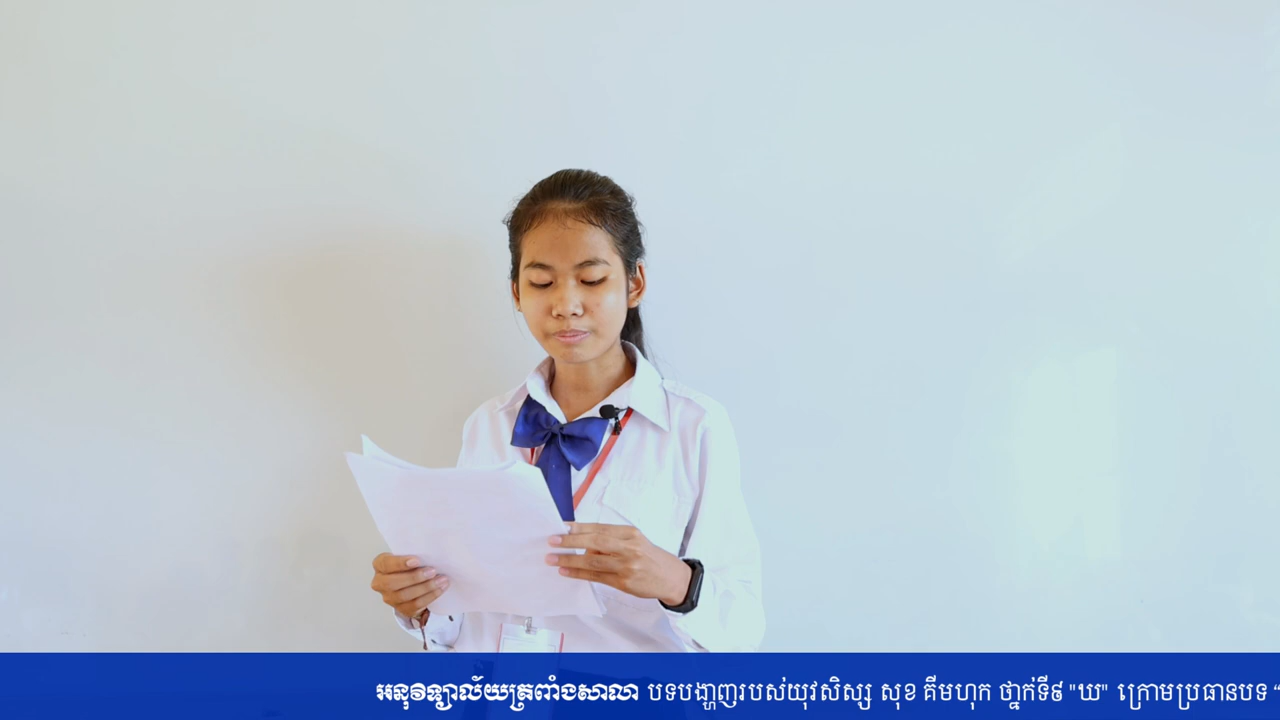 អនុវិទ្យាល័យត្រពាំងសាលា បទបង្ហាញរបស់យុវសិស្ស សុខ គីមហុក ថ្នាក់ទី៩ "ឃ" ក្រោមប្រធានបទ “